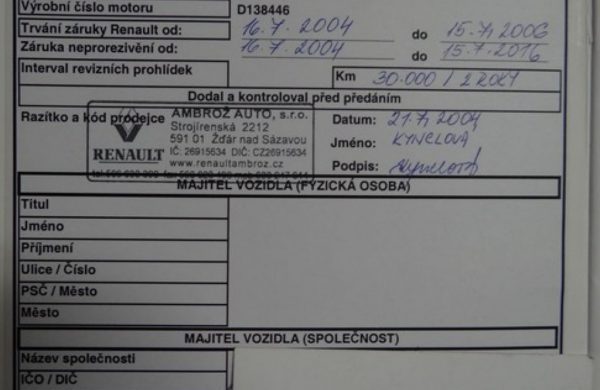 Výrobní číslo motoru D138446
Trvání záruky Renault od: 16.7.2004 do 15.7.2006
Záruka neprorezivění od: 16.7.2004 do 15.7.2016
Interval revizních prohlídek Km 30.000 / 2 ROKY
Dodal a kontroloval před předáním
Razítko a kód prodejce
AMBROŽ AUTO, s.r.o.
Strojírenská 2212
591 01 Žďár nad Sázavou
IČ: 26915634 DIČ: CZ26915634
www.renaultambroz.cz
RENAULT
Datum: 21.7.2004
Jméno: KYNCLOVÁ
Podpis:
MAJITEL VOZIDLA (FYZICKÁ OSOBA)
Titul
Jméno
Příjmení
Ulice / Číslo
PSČ / Město
Město
MAJITEL VOZIDLA (SPOLEČNOST)
Název společnosti
IČO / DIČ